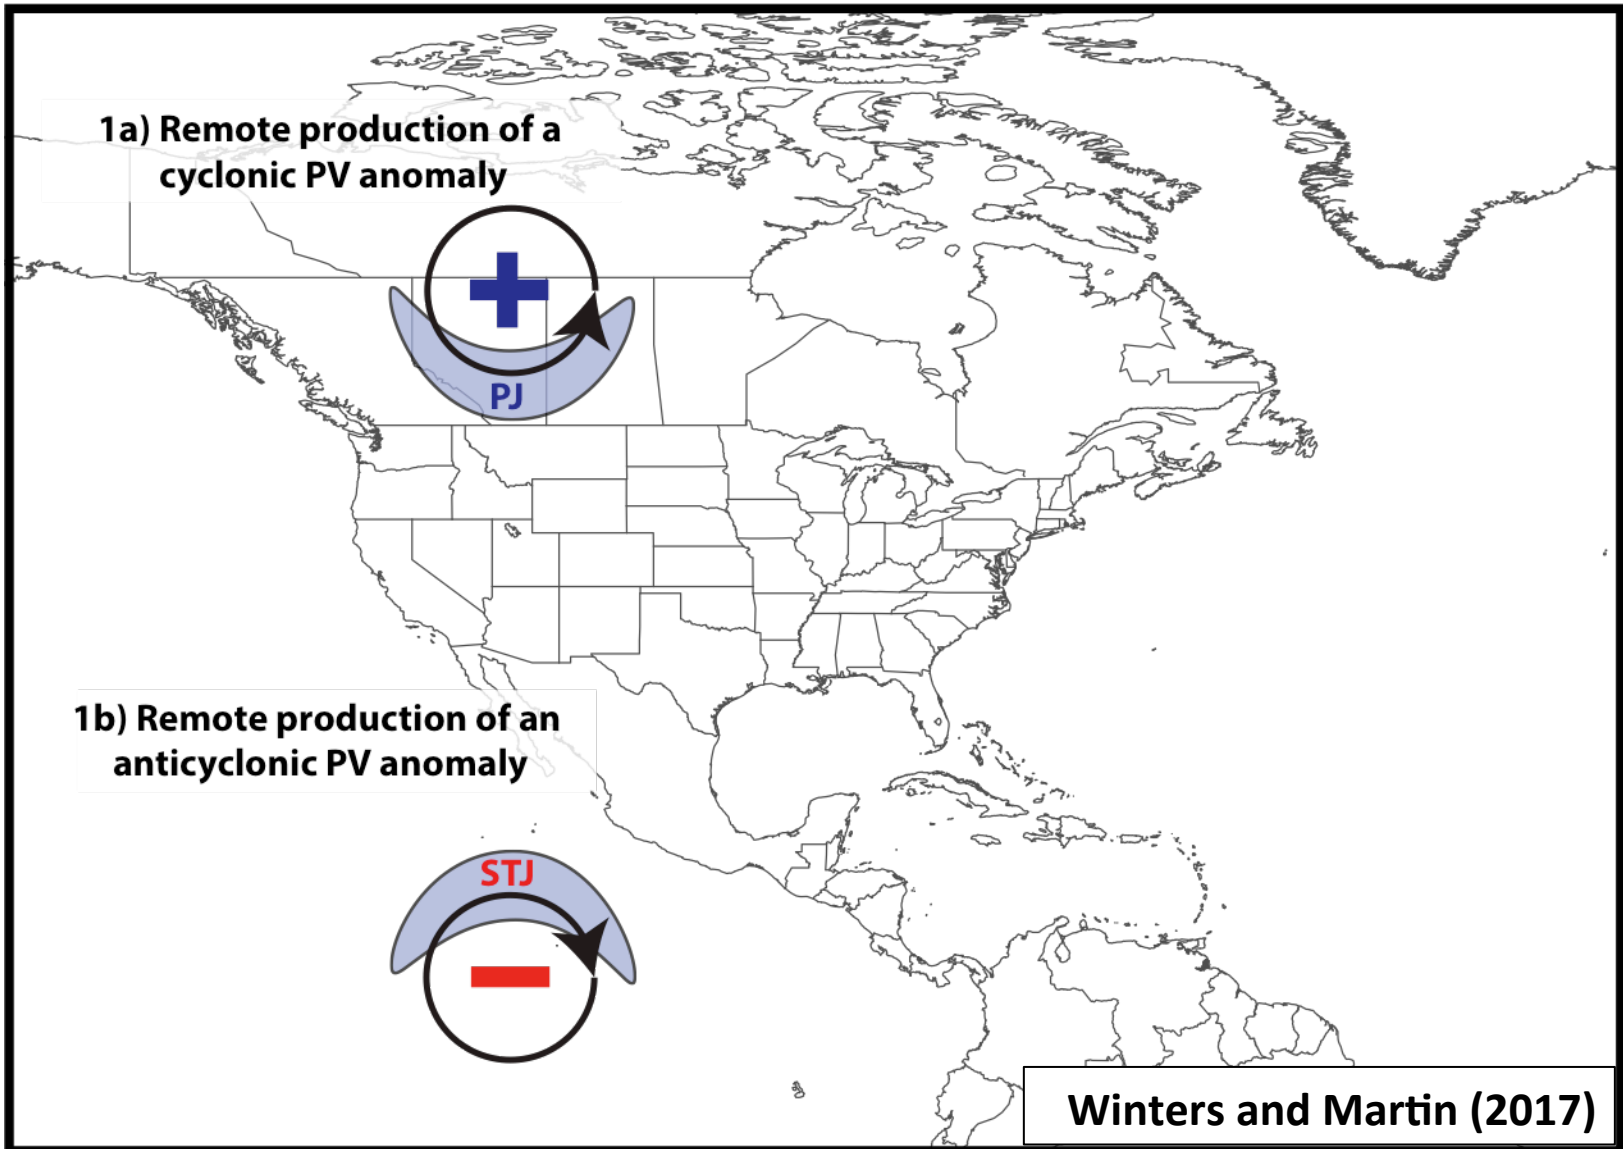 1a) Remote production of a
cyclonic PV anomaly
PJ
1b) Remote production of an
anticyclonic PV anomaly
STJ
Winters and Martin (2017)